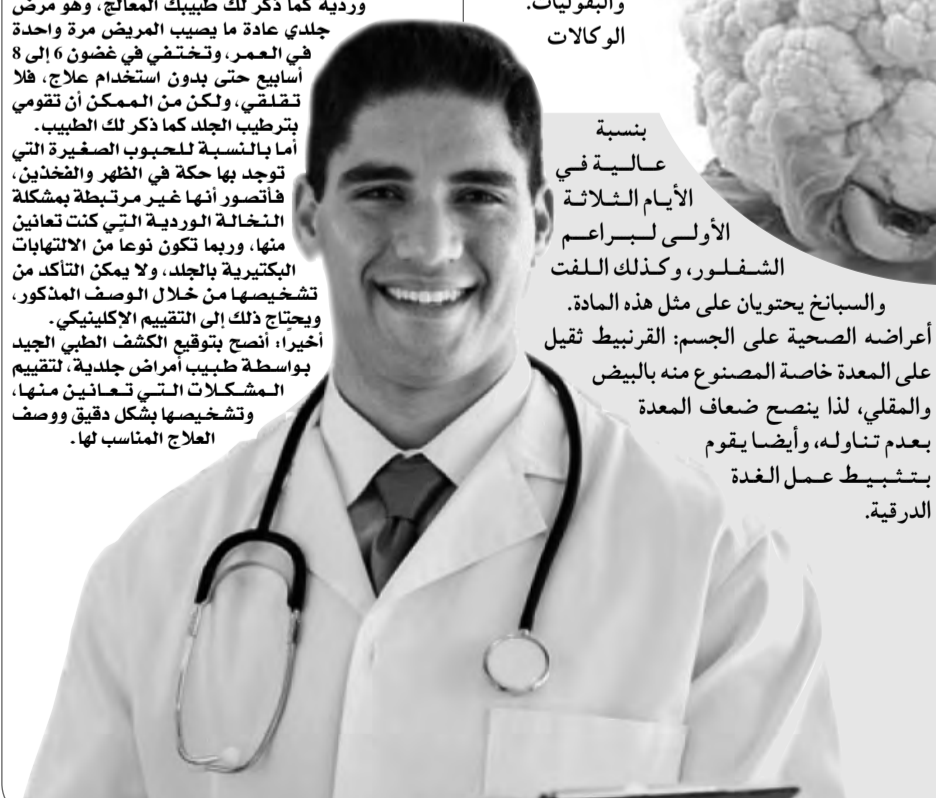 والبقوليات.
الوكالات
بنسبة
عالية في
الأيام الثلاثة
الأولى لبراعم
الشفلور، وكذلك اللفت
والسبانخ يحتويان على مثل هذه المادة.
أعراضه الصحية على الجسم: القرنبيط ثقيل
على المعدة خاصة المصنوع منه بالبيض
والمقلي، لذا ينصح ضعاف المعدة
بعدم تناوله، وأيضا يقوم
بتثبيط عمل الغدة
الدرقية.
وردية كما ذكر لك طبيبك المعالج، وهو مرض
جلدي عادة ما يصيب المريض مرة واحدة
في العمر، وتختفي في غضون 6 إلى 8
أسابيع حتى بدون استخدام علاج، فلا
تقلقي، ولكن من الممكن أن تقومي
بترطيب الجلد كما ذكر لك الطبيب.
أما بالنسبة للحبوب الصغيرة التي
توجد بها حكة في الظهر والفخذين،
فأتصور أنها غير مرتبطة بمشكلة
النخالة الوردية التي كنت تعانين
منها، وربما تكون نوعا من الالتهابات
البكتيرية بالجلد، ولا يمكن التأكد من
تشخيصها من خلال الوصف المذكور،
ويحتاج ذلك إلى التقييم الإكلينيكي.
أخيرا: أنصح بتوقيع الكشف الطبي الجيد
بواسطة طبيب أمراض جلدية، لتقييم
المشكلات التي تعانين منها،
وتشخيصها بشكل دقيق ووصف
العلاج المناسب لها.